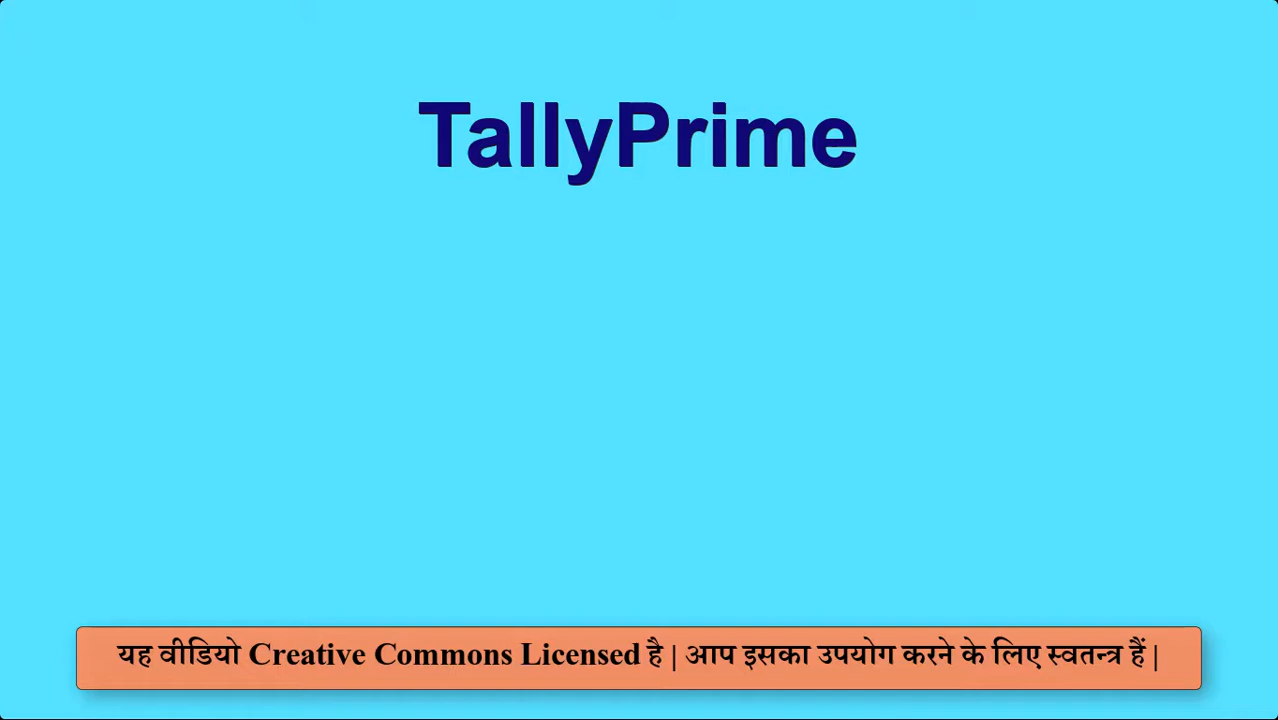 TallyPrime
यह वीडियो Creative Commons Licensed है | आप इसका उपयोग करने के लिए स्वतन्त्र हैं |